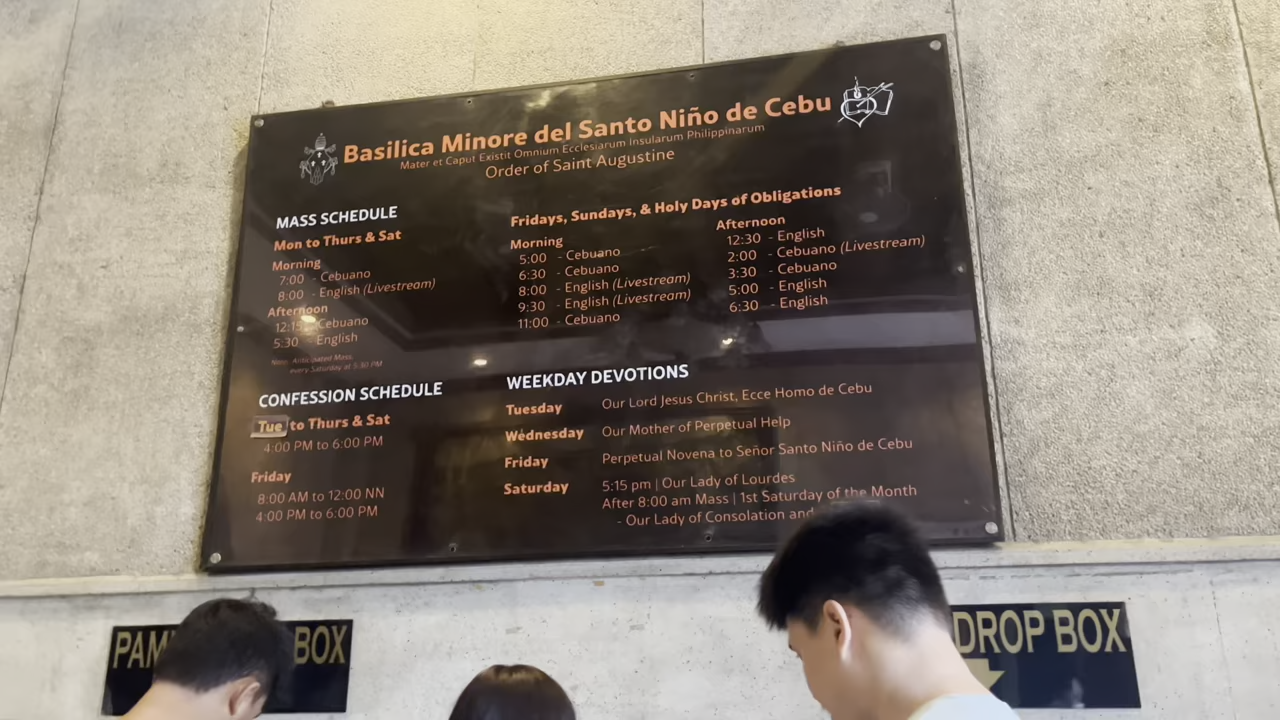 Basilica Minore del Santo Niño de Cebu
Mater et Caput Existit Omnium Ecclesiarum Insularum Philippinarum
Order of Saint Augustine
MASS SCHEDULE
Mon to Thurs & Sat
Morning
7:00 - Cebuano
8:00 - English (Livestream)
Afternoon
12:15 Cebuano
5:30 - English
Note: Anticipated Mass
every Saturday at 5:30 PM
Fridays, Sundays, & Holy Days of Obligations
Morning
5:00 - Cebuano
6:30 - Cebuano
8:00 - English (Livestream)
9:30 - English (Livestream)
11:00 - Cebuano
Afternoon
12:30 - English
2:00 - Cebuano (Livestream)
3:30 - Cebuano
5:00 - English
6:30 - English
CONFESSION SCHEDULE
Tue to Thurs & Sat
4:00 PM to 6:00 PM
Friday
8:00 AM to 12:00 NN
4:00 PM to 6:00 PM
WEEKDAY DEVOTIONS
Tuesday Our Lord Jesus Christ, Ecce Homo de Cebu
Wednesday Our Mother of Perpetual Help
Friday Perpetual Novena to Señor Santo Niño de Cebu
Saturday 5:15 pm | Our Lady of Lourdes
After 8:00 am Mass | 1st Saturday of the Month
- Our Lady of Consolation and
BOX
DROP BOX